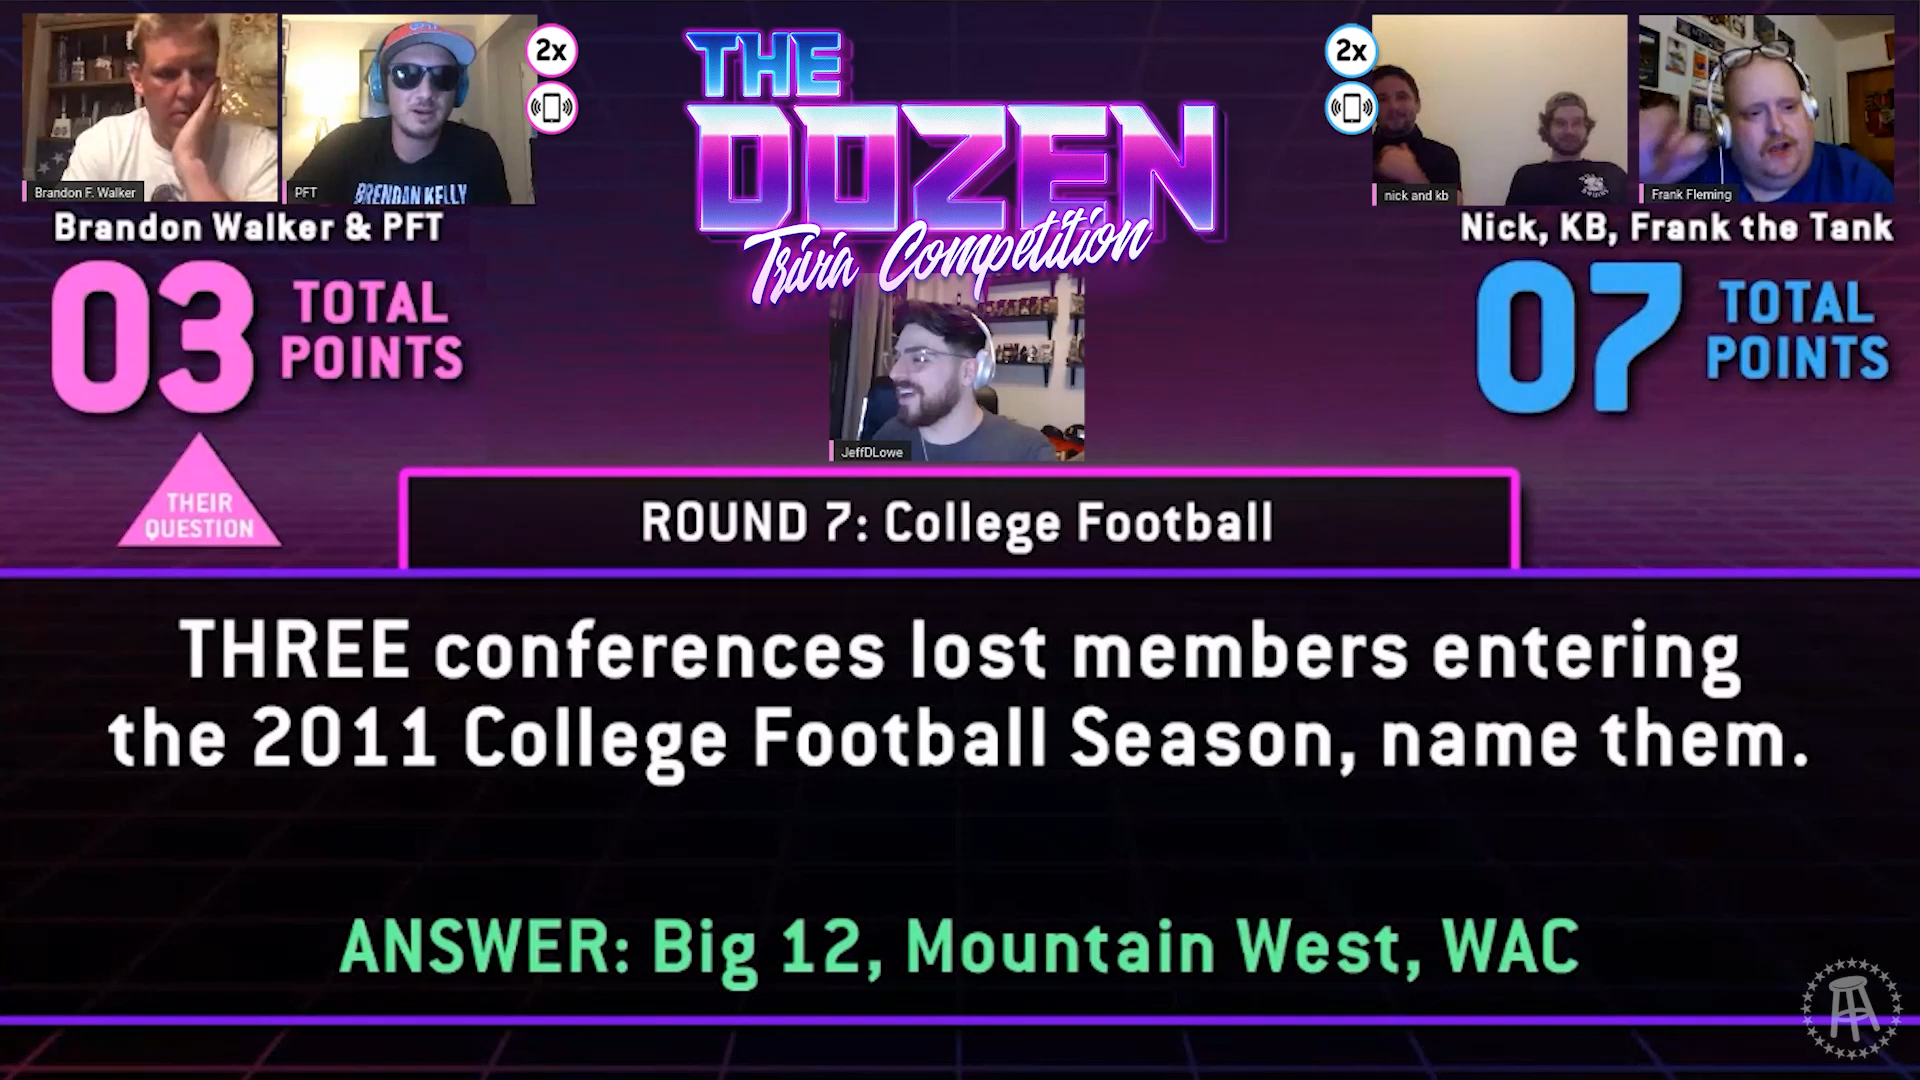 THE
DOZEN
Trivia Competition
2x
2x
Brandon F. Walker
PFT
BRENDAN KELLY
nick and kb
Frank Fleming
Brandon Walker & PFT
Nick, KB, Frank the Tank
03
TOTAL
POINTS
07
TOTAL
POINTS
JeffDLowe
THEIR
QUESTION
ROUND 7: College Football
THREE conferences lost members entering
the 2011 College Football Season, name them.
ANSWER: Big 12, Mountain West, WAC